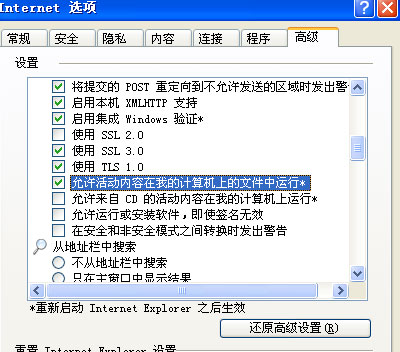 Internet 选项
常规 安全 隐私 内容 连接 程序 高级
设置
将提交的 POST 重定向到不允许发送的区域时发出警
启用本机 XMLHTTP 支持
启用集成 Windows 验证*
使用 SSL 2.0
使用 SSL 3.0
使用 TLS 1.0
允许活动内容在我的计算机上的文件中运行*
允许来自 CD 的活动内容在我的计算机上运行*
允许运行或安装软件,即使签名无效
在安全和非安全模式之间转换时发出警告
从地址栏中搜索
不从地址栏中搜索
只在主窗口中显示结果
*重新启动 Internet Explorer 之后生效
还原高级设置(R)
重置 Internet Explorer 设置